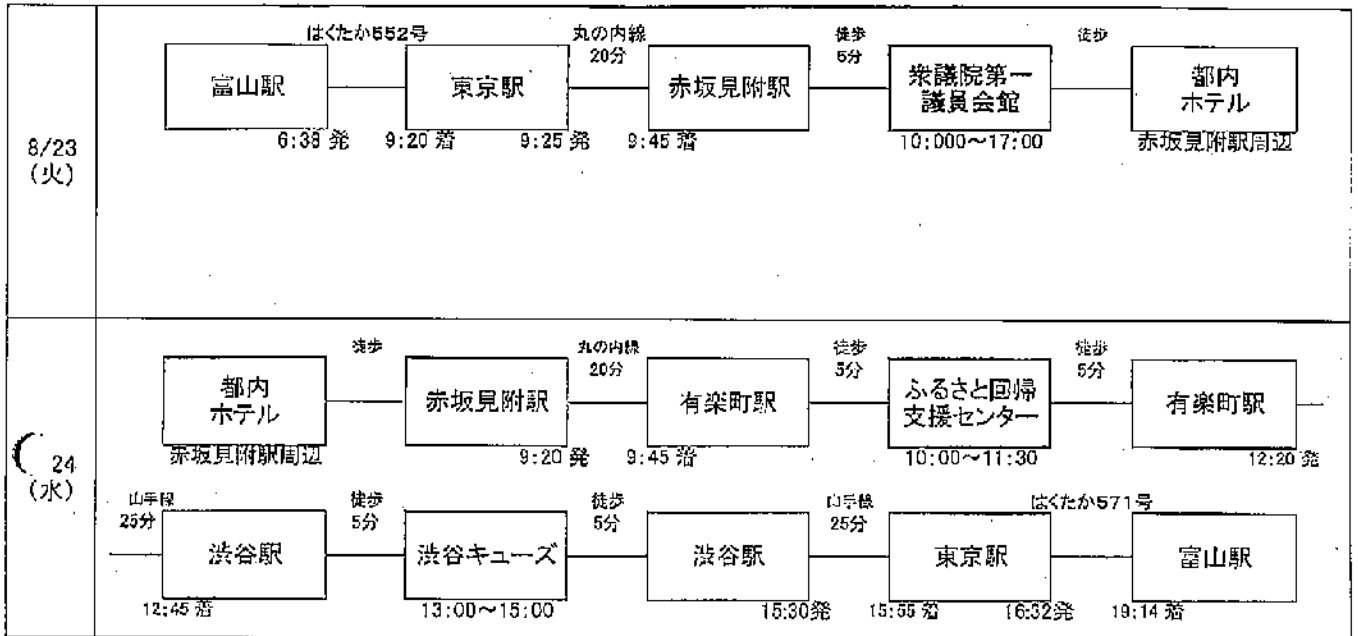 8/23
(火)
はくたか552号
丸の内線
20分
徒歩
5分
徒歩
富山駅
東京駅
赤坂見附駅
衆議院第一
議員会館
都内
ホテル
6:38 発
9:20 着
9:25 発
9:45 着
10:000~17:00
赤坂見附駅周辺
24
(水)
徒歩
丸の内線
20分
徒歩
5分
徒歩
5分
都内
ホテル
赤坂見附駅
有楽町駅
ふるさと回帰
支援センター
有楽町駅
赤坂見附駅周辺
9:20 発
9:45 着
10:00~11:30
12:20 発
山手線
25分
徒歩
5分
徒歩
5分
山手線
25分
はくたか571号
渋谷駅
渋谷キューズ
渋谷駅
東京駅
富山駅
12:45 着
13:00~15:00
15:30発
15:55 着
16:32発
19:14 着